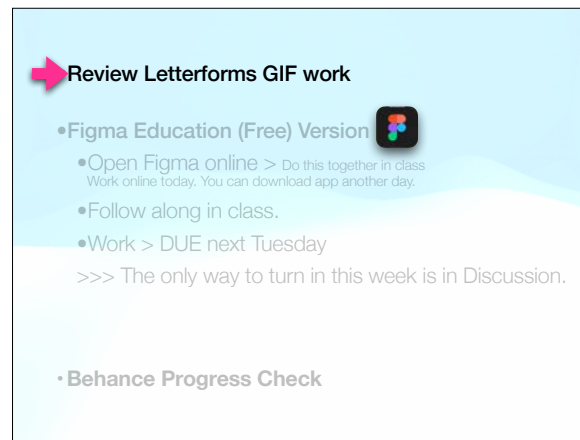 Review Letterforms GIF work
•Figma Education (Free) Version
•Open Figma online > Do this together in class
Work online today. You can download app another day.
•Follow along in class.
•Work > DUE next Tuesday
>>> The only way to turn in this week is in Discussion.
•Behance Progress Check